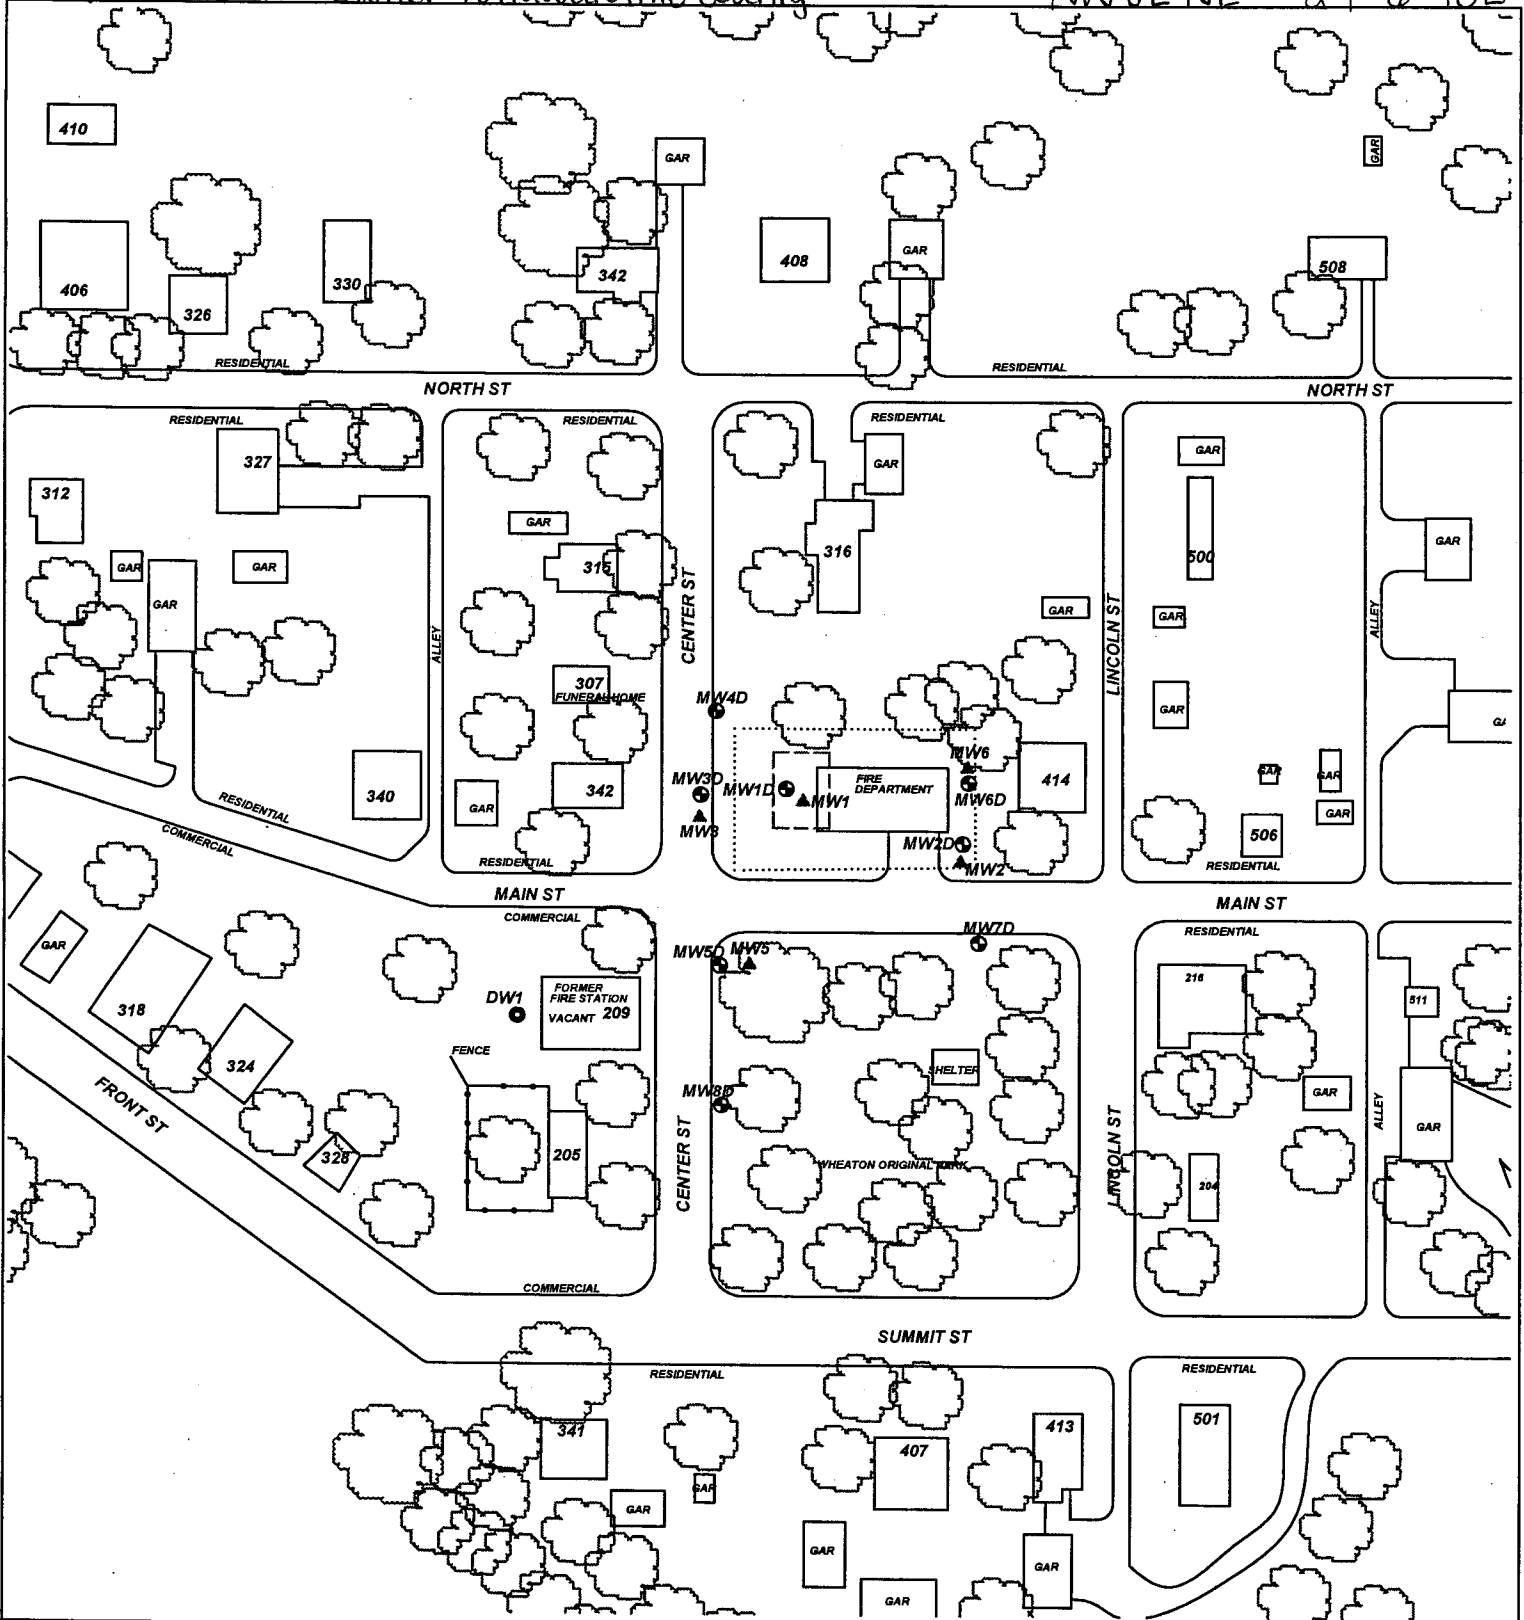 410
GAR
GAR
GAR
406
326
330
342
408
508
RESIDENTIAL
RESIDENTIAL
NORTH ST
NORTH ST
RESIDENTIAL
RESIDENTIAL
RESIDENTIAL
327
GAR
GAR
312
GAR
316
500
GAR
315
GAR
GAR
GAR
CENTER ST
GAR
GAR
ALLEY
LINCOLN ST
ALLEY
307
FUNERAL HOME
MW4D
GAR
MW6
FIRE
DEPARTMENT
414
GAR
GAR
MW3D
MW1D
MW1
MW6D
340
342
GAR
GAR
MW3
RESIDENTIAL
COMMERCIAL
MW2D
506
RESIDENTIAL
MW2
RESIDENTIAL
MAIN ST
MAIN ST
COMMERCIAL
MW7D
RESIDENTIAL
GAR
MW5D
MW5
216
DW1
FORMER
FIRE STATION
VACANT 209
318
511
FENCE
324
SHELTER
FRONT ST
MW8D
GAR
ALLEY
GAR
328
205
CENTER ST
WHEATON ORIGINAL PARK
LINCOLN ST
204
COMMERCIAL
SUMMIT ST
RESIDENTIAL
RESIDENTIAL
341
407
413
501
GAR
GAR
GAR
GAR
GAR